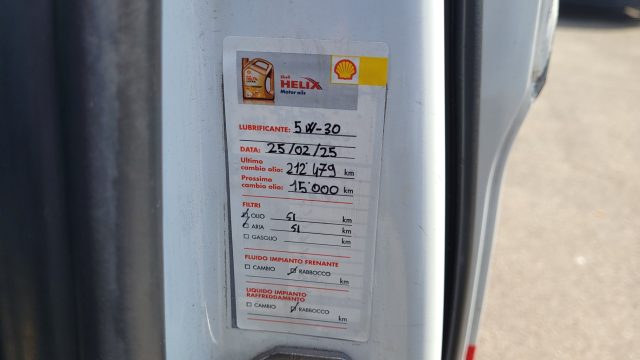 Shell
HELIX
Motor oils
LUBRIFICANTE: 5W-30
DATA: 25/02/25
Ultimo
cambio olio: 212'479 km
Prossimo
cambio olio: 15'000 km
FILTRI
OLIO SI km
ARIA SI km
GASOLIO km
FLUIDO IMPIANTO FRENANTE
CAMBIO RABBOCCO
km
LIQUIDO IMPIANTO
RAFFREDDAMENTO
CAMBIO RABBOCCO
km